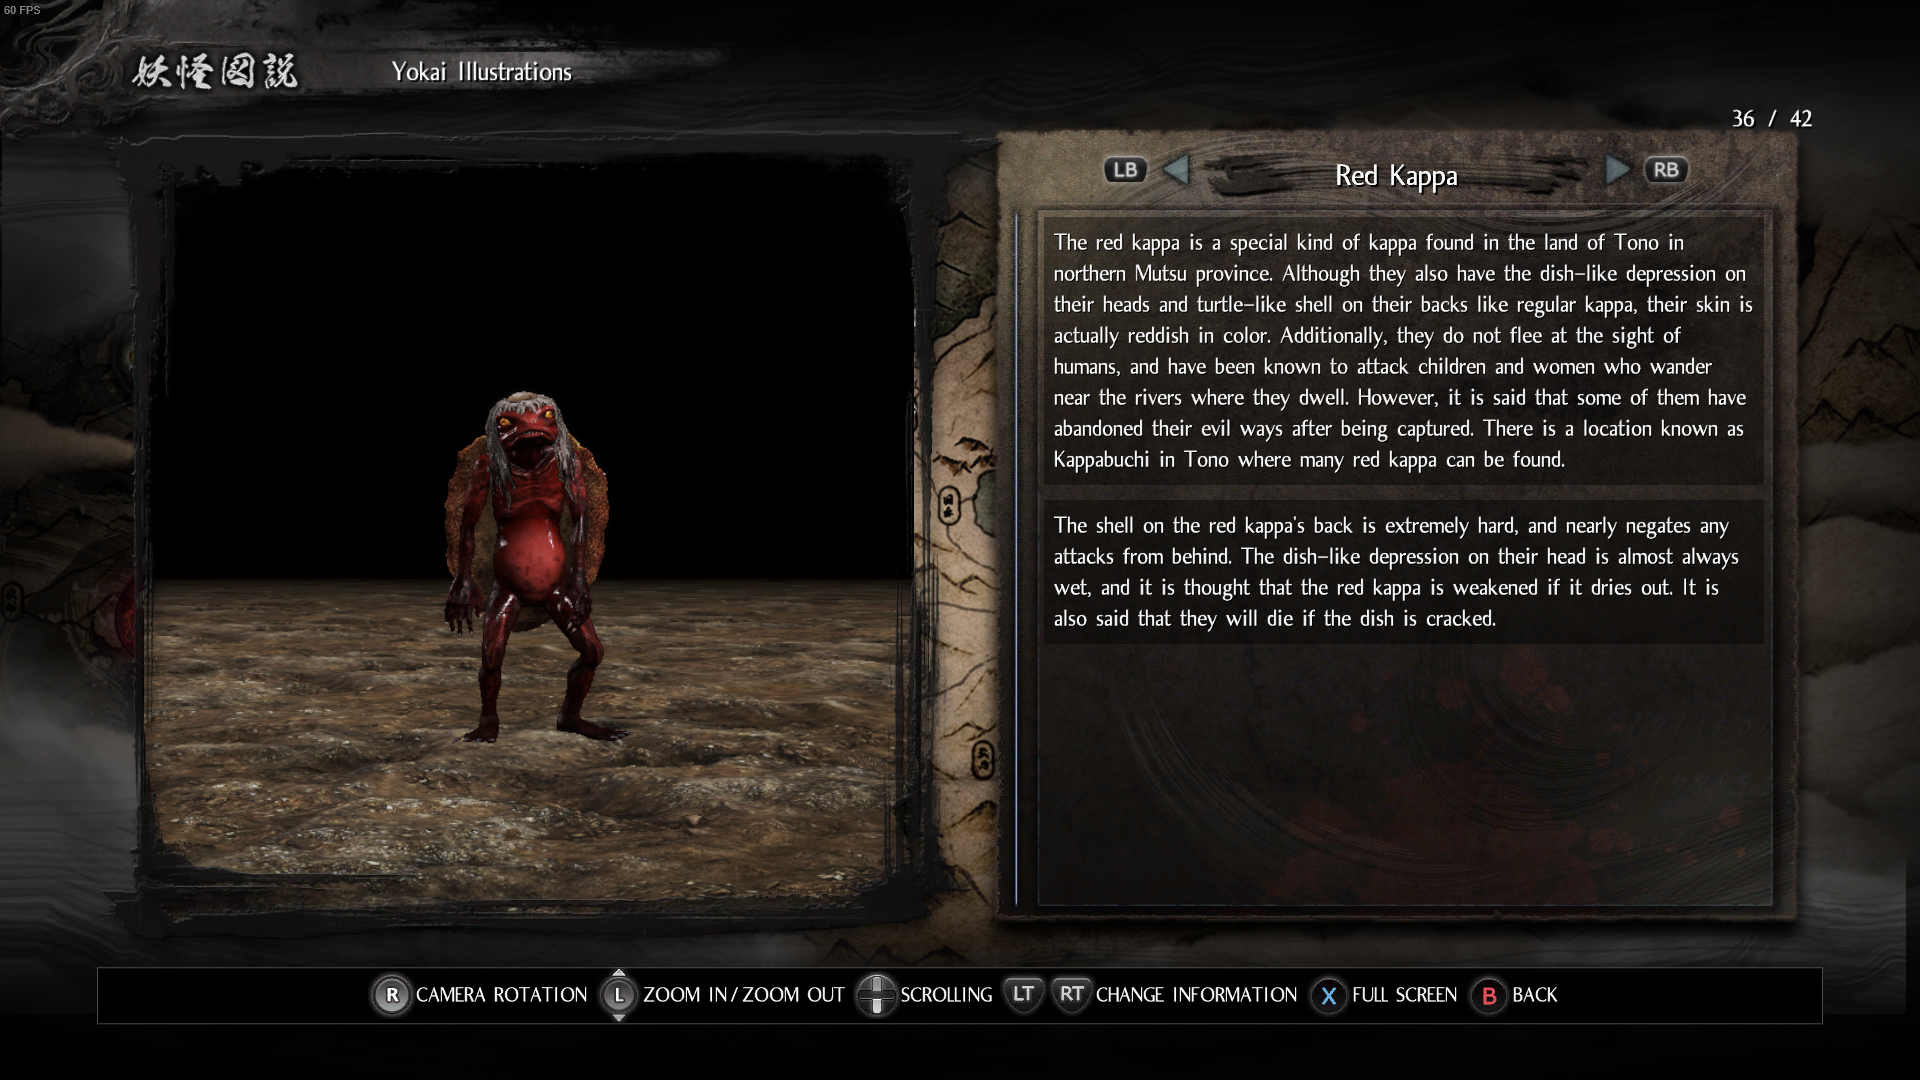 60 FPS
妖怪図説
Yokai Illustrations
36 / 42
LB
Red Kappa
RB
The red kappa is a special kind of kappa found in the land of Tono in
northern Mutsu province. Although they also have the dish-like depression on
their heads and turtle-like shell on their backs like regular kappa, their skin is
actually reddish in color. Additionally, they do not flee at the sight of
humans, and have been known to attack children and women who wander
near the rivers where they dwell. However, it is said that some of them have
abandoned their evil ways after being captured. There is a location known as
Kappabuchi in Tono where many red kappa can be found.
The shell on the red kappa's back is extremely hard, and nearly negates any
attacks from behind. The dish-like depression on their head is almost always
wet, and it is thought that the red kappa is weakened if it dries out. It is
also said that they will die if the dish is cracked.
R CAMERA ROTATION L ZOOM IN/ZOOM OUT SCROLLING LT RT CHANGE INFORMATION X FULL SCREEN B BACK